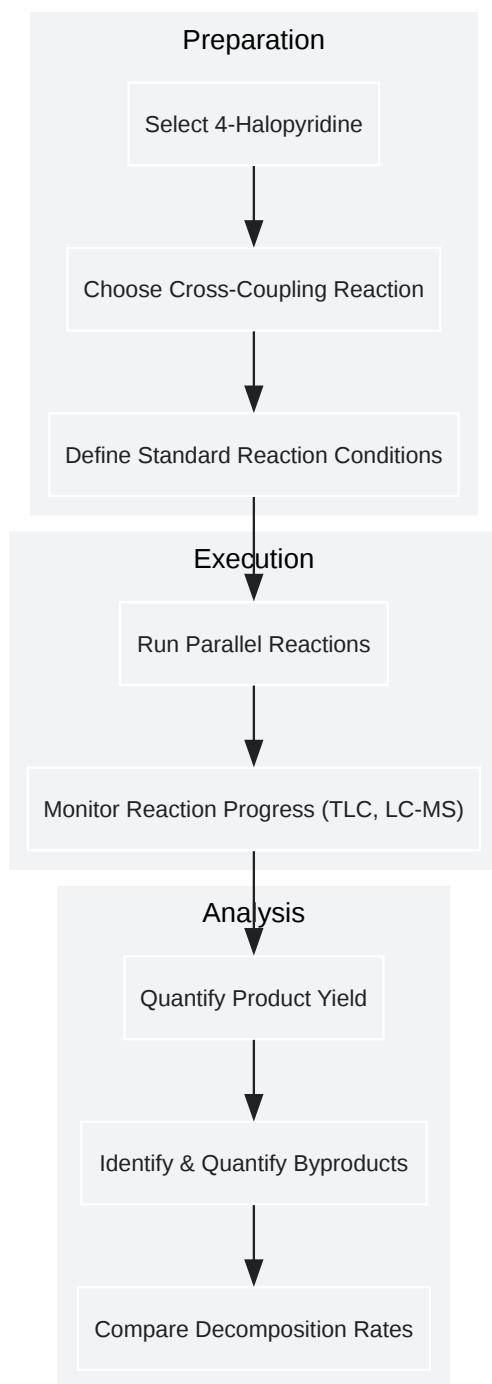 Preparation
Select 4-Halopyridine
Choose Cross-Coupling Reaction
Define Standard Reaction Conditions
Execution
Run Parallel Reactions
Monitor Reaction Progress (TLC, LC-MS)
Analysis
Quantify Product Yield
Identify & Quantify Byproducts
Compare Decomposition Rates